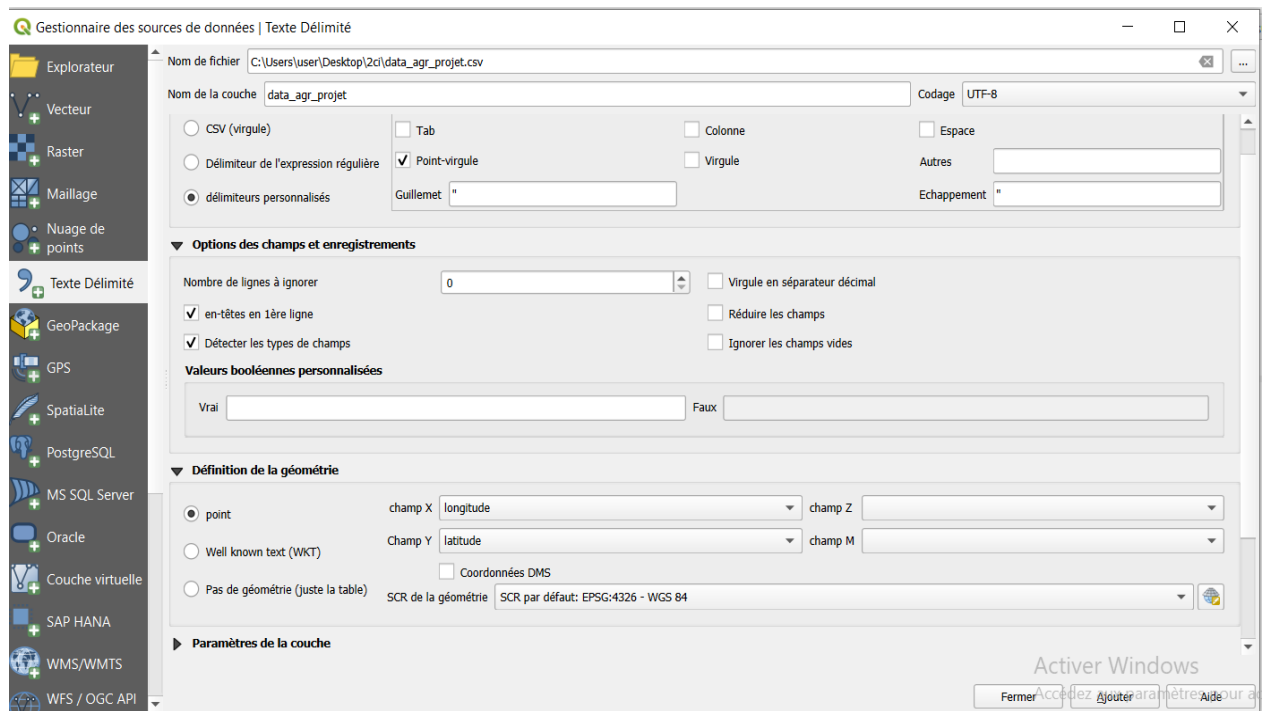 Gestionnaire des sources de données | Texte Délimité
Explorateur
Vecteur
Raster
Maillage
Nuage de points
Texte Délimité
GeoPackage
GPS
SpatiaLite
PostgreSQL
MS SQL Server
Oracle
Couche virtuelle
SAP HANA
WMS/WMTS
WFS / OGC API
Nom de fichier C:\Users\user\Desktop\2ci\data_agr_projet.csv ...
Nom de la couche data_agr_projet Codage UTF-8
CSV (virgule) Tab Colonne Espace
Délimiteur de l'expression régulière Point-virgule Virgule Autres
délimiteurs personnalisés Guillemet " Echappement "
Options des champs et enregistrements
Nombre de lignes à ignorer 0 Virgule en séparateur décimal
en-têtes en 1ère ligne Réduire les champs
Détecter les types de champs Ignorer les champs vides
Valeurs booléennes personnalisées
Vrai Faux
Définition de la géométrie
point champ X longitude champ Z
Well known text (WKT) Champ Y latitude champ M
Coordonnées DMS
Pas de géométrie (juste la table) SCR de la géométrie SCR par défaut: EPSG:4326 - WGS 84
Paramètres de la couche
Activer Windows
Accédez aux paramètres pour a
Fermer Ajouter Aide